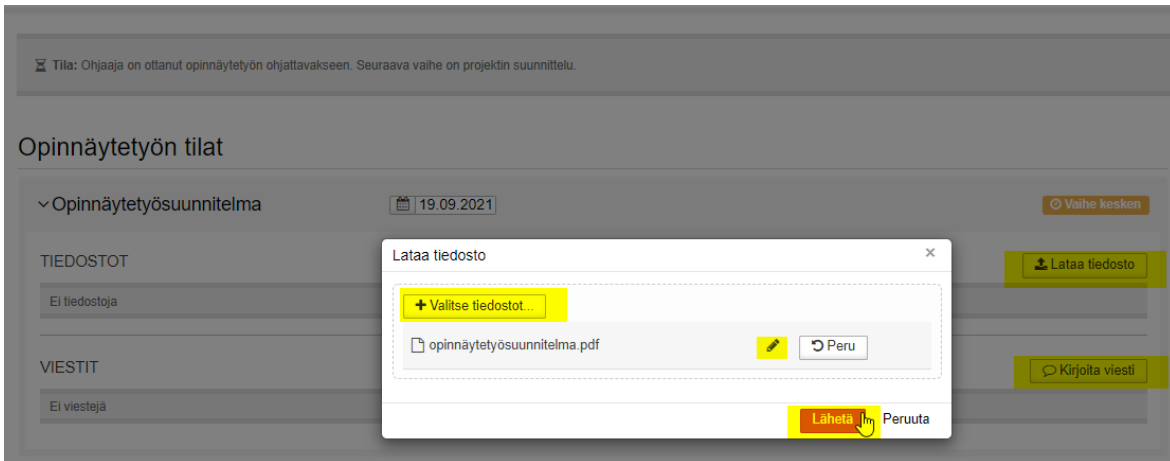 Tila: Ohjaaja on ottanut opinnäytetyön ohjattavakseen. Seuraava vaihe on projektin suunnittelu.
Opinnäytetyön tilat
Opinnäytetyösuunnitelma 19.09.2021 Vaihe kesken
TIEDOSTOT
Lataa tiedosto
Ei tiedostoja
VIESTIT
Kirjoita viesti
Ei viestejä
Lataa tiedosto ×
Valitse tiedostot...
opinnäytetyösuunnitelma.pdf Peru
Lähetä Peruuta